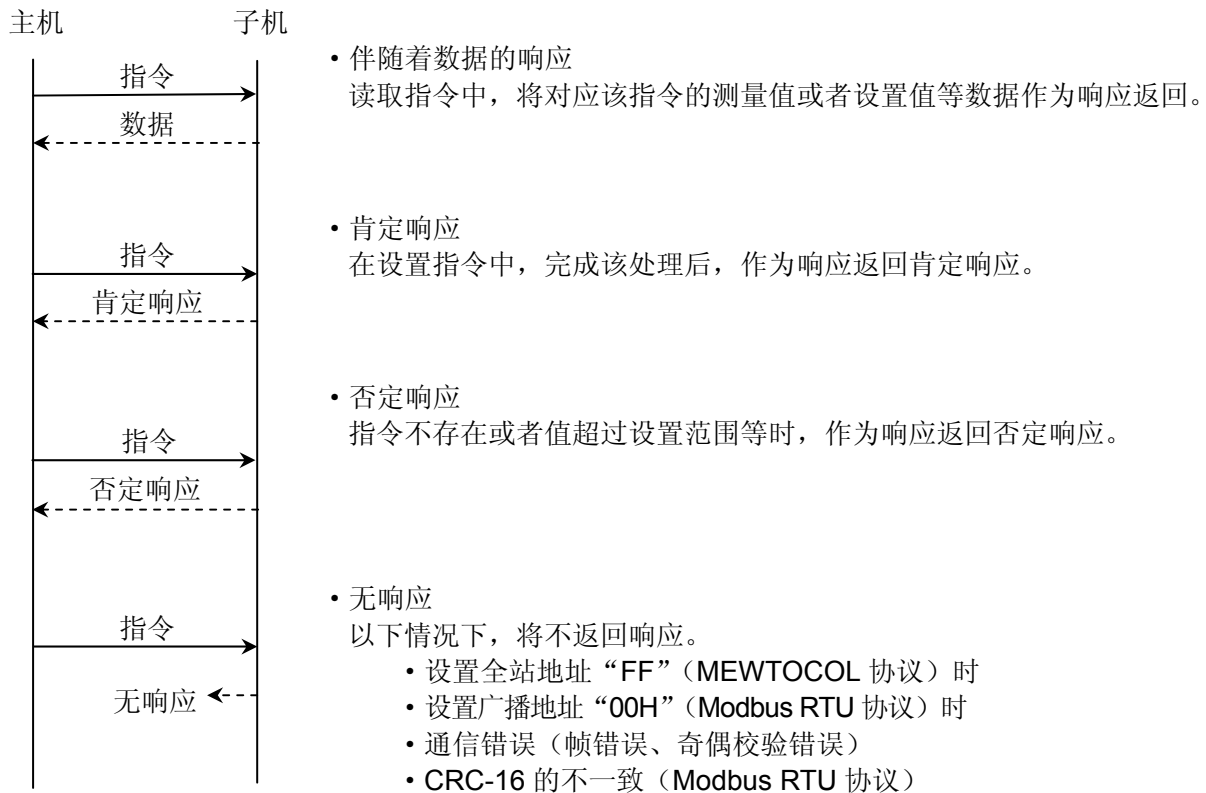 主机 子机
指令
数据
·伴随着数据的响应
读取指令中，将对应该指令的测量值或者设置值等数据作为响应返回。
指令
肯定响应
·肯定响应
在设置指令中，完成该处理后，作为响应返回肯定响应。
指令
否定响应
·否定响应
指令不存在或者值超过设置范围等时，作为响应返回否定响应。
指令
无响应
·无响应
以下情况下，将不返回响应。
·设置全站地址“FF”（MEWTOCOL 协议）时
·设置广播地址“00H”（Modbus RTU 协议）时
·通信错误（帧错误、奇偶校验错误）
·CRC-16 的不一致（Modbus RTU 协议）